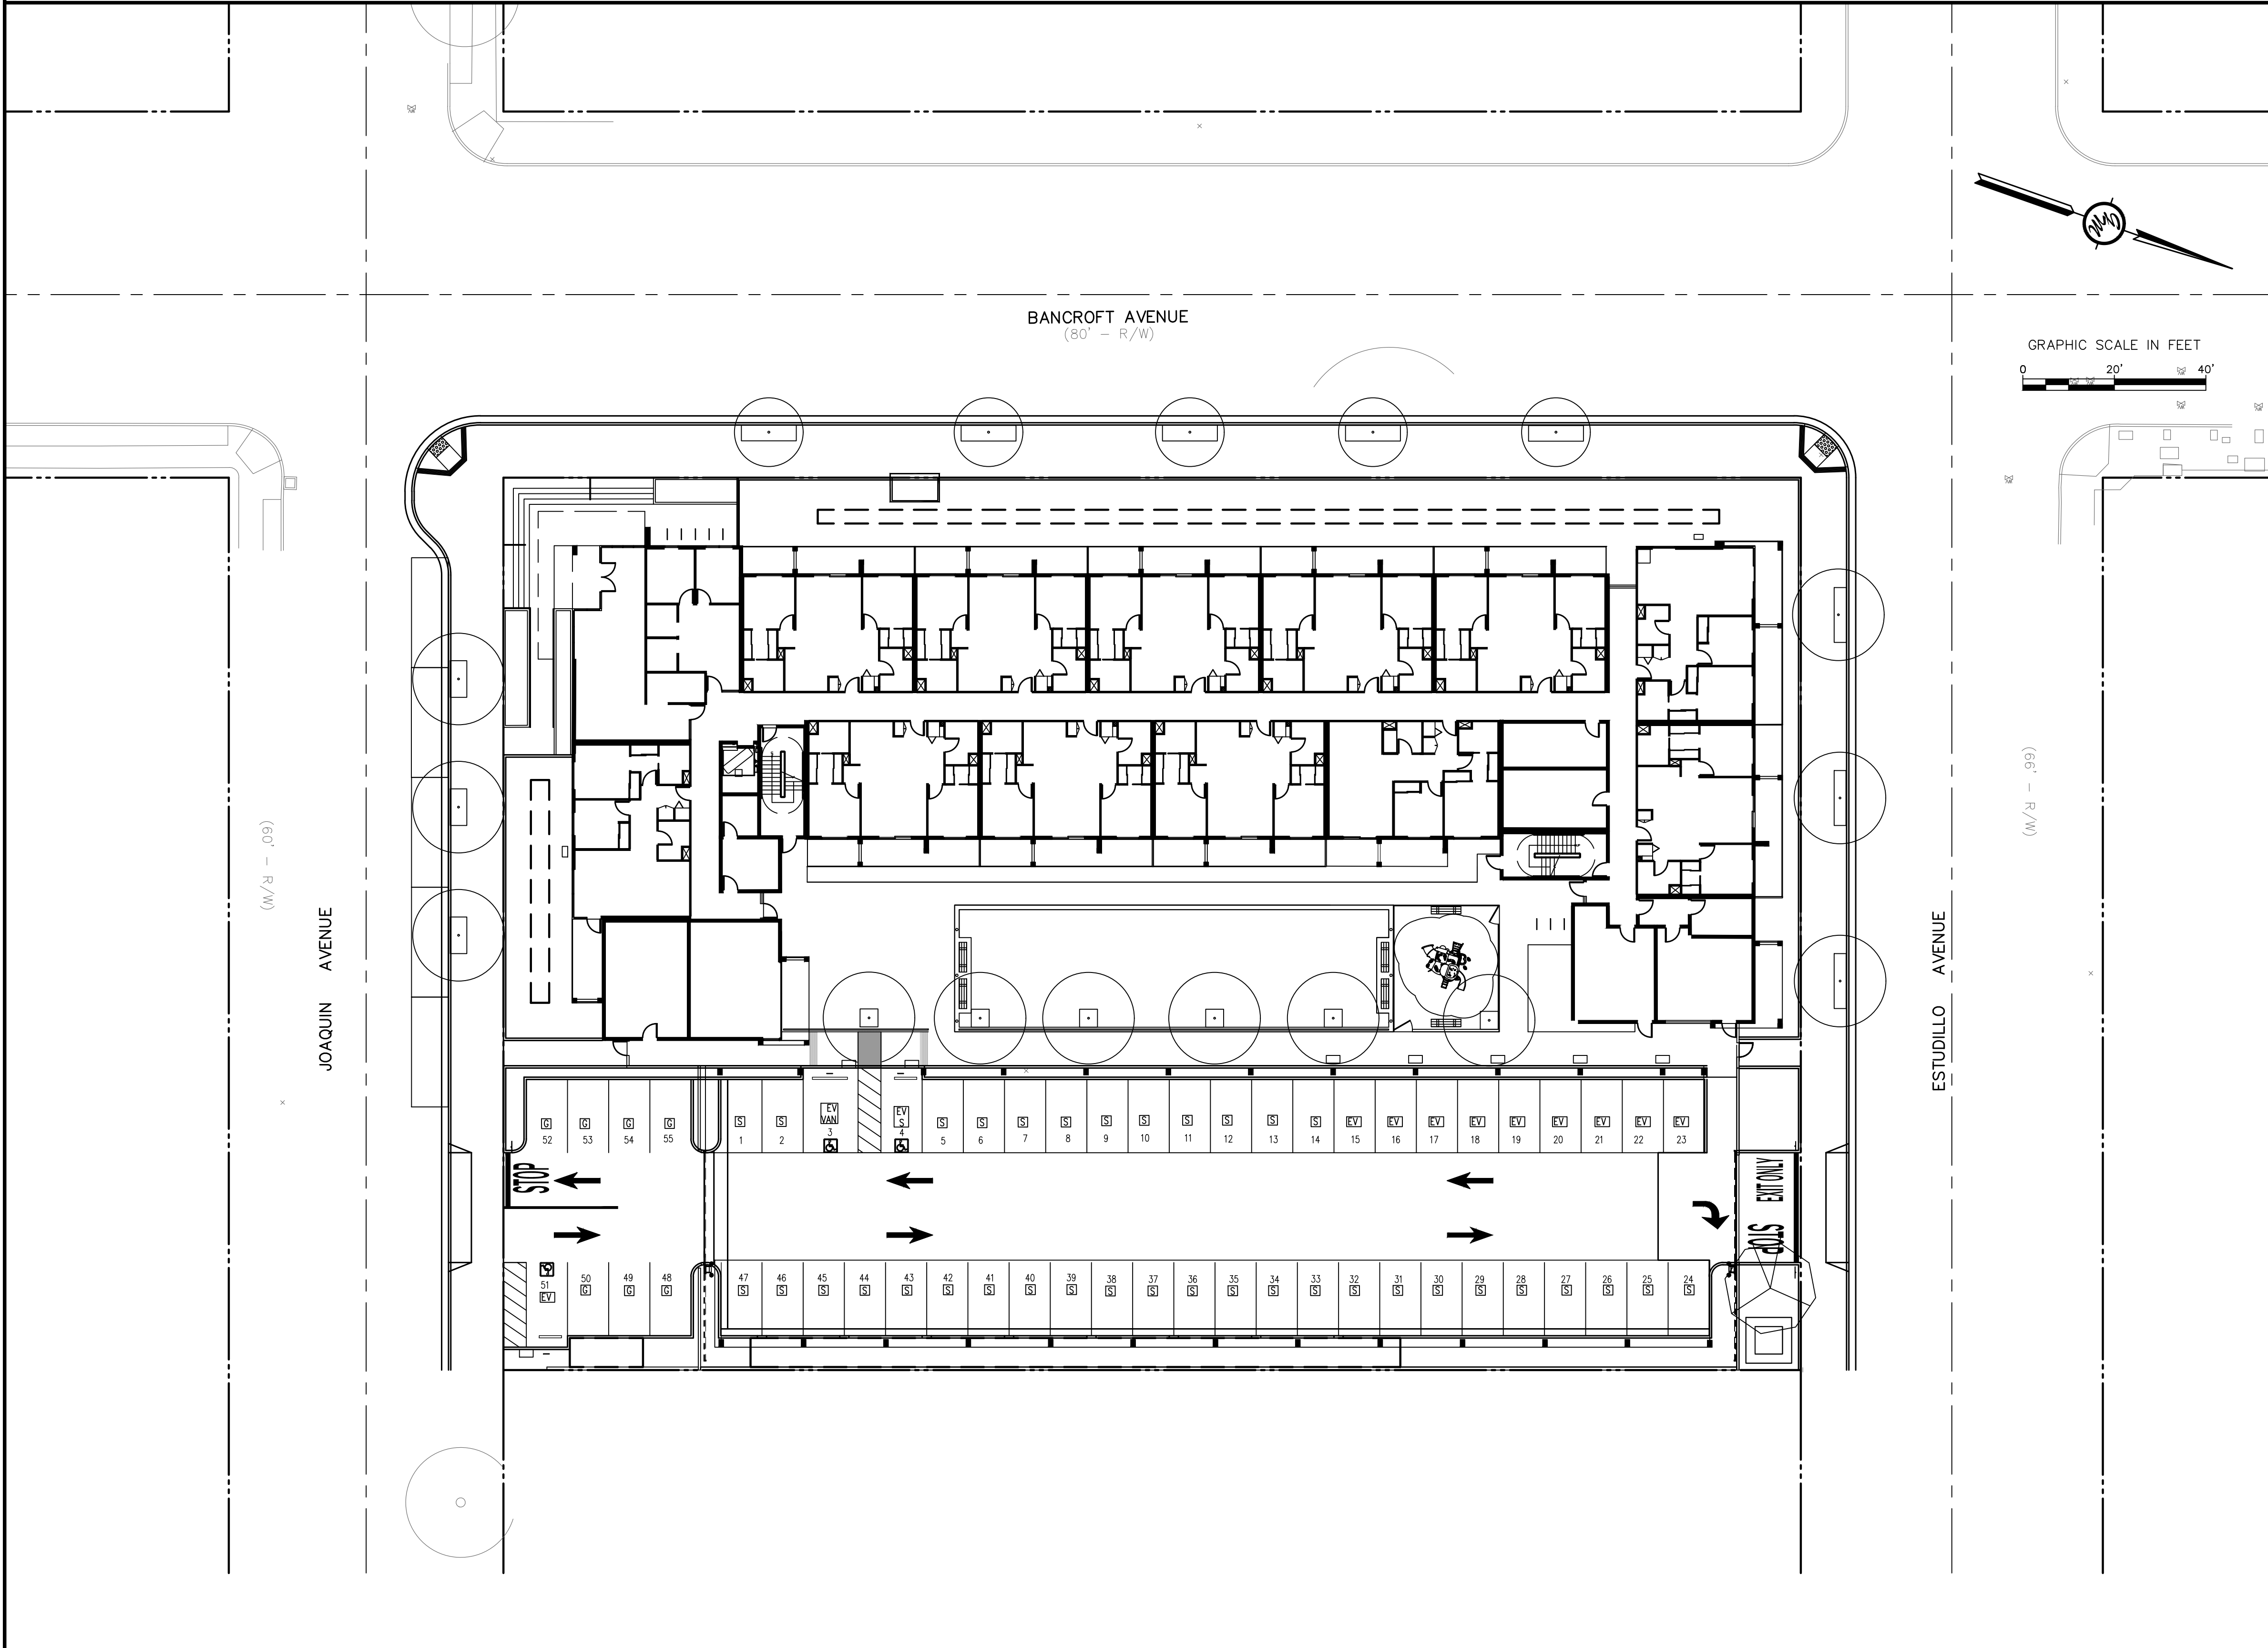 BANCROFT AVENUE
(80' - R/W)
GRAPHIC SCALE IN FEET
0 20' 40'
(60' - R/W)
JOAQUIN AVENUE
(66' - R/W)
ESTUDILLO AVENUE
G G G G S S EV VAN EV S S S S S S S S S S S EV EV EV EV EV EV EV EV EV
52 53 54 55 1 2 3 4 5 6 7 8 9 10 11 12 13 14 15 16 17 18 19 20 21 22 23
STOP
EXIT ONLY
STOP
51 50 49 48 47 46 45 44 43 42 41 40 39 38 37 36 35 34 33 32 31 30 29 28 27 26 25 24
EV G G G S S S S S S S S S S S S S S S S S S S S S S S S